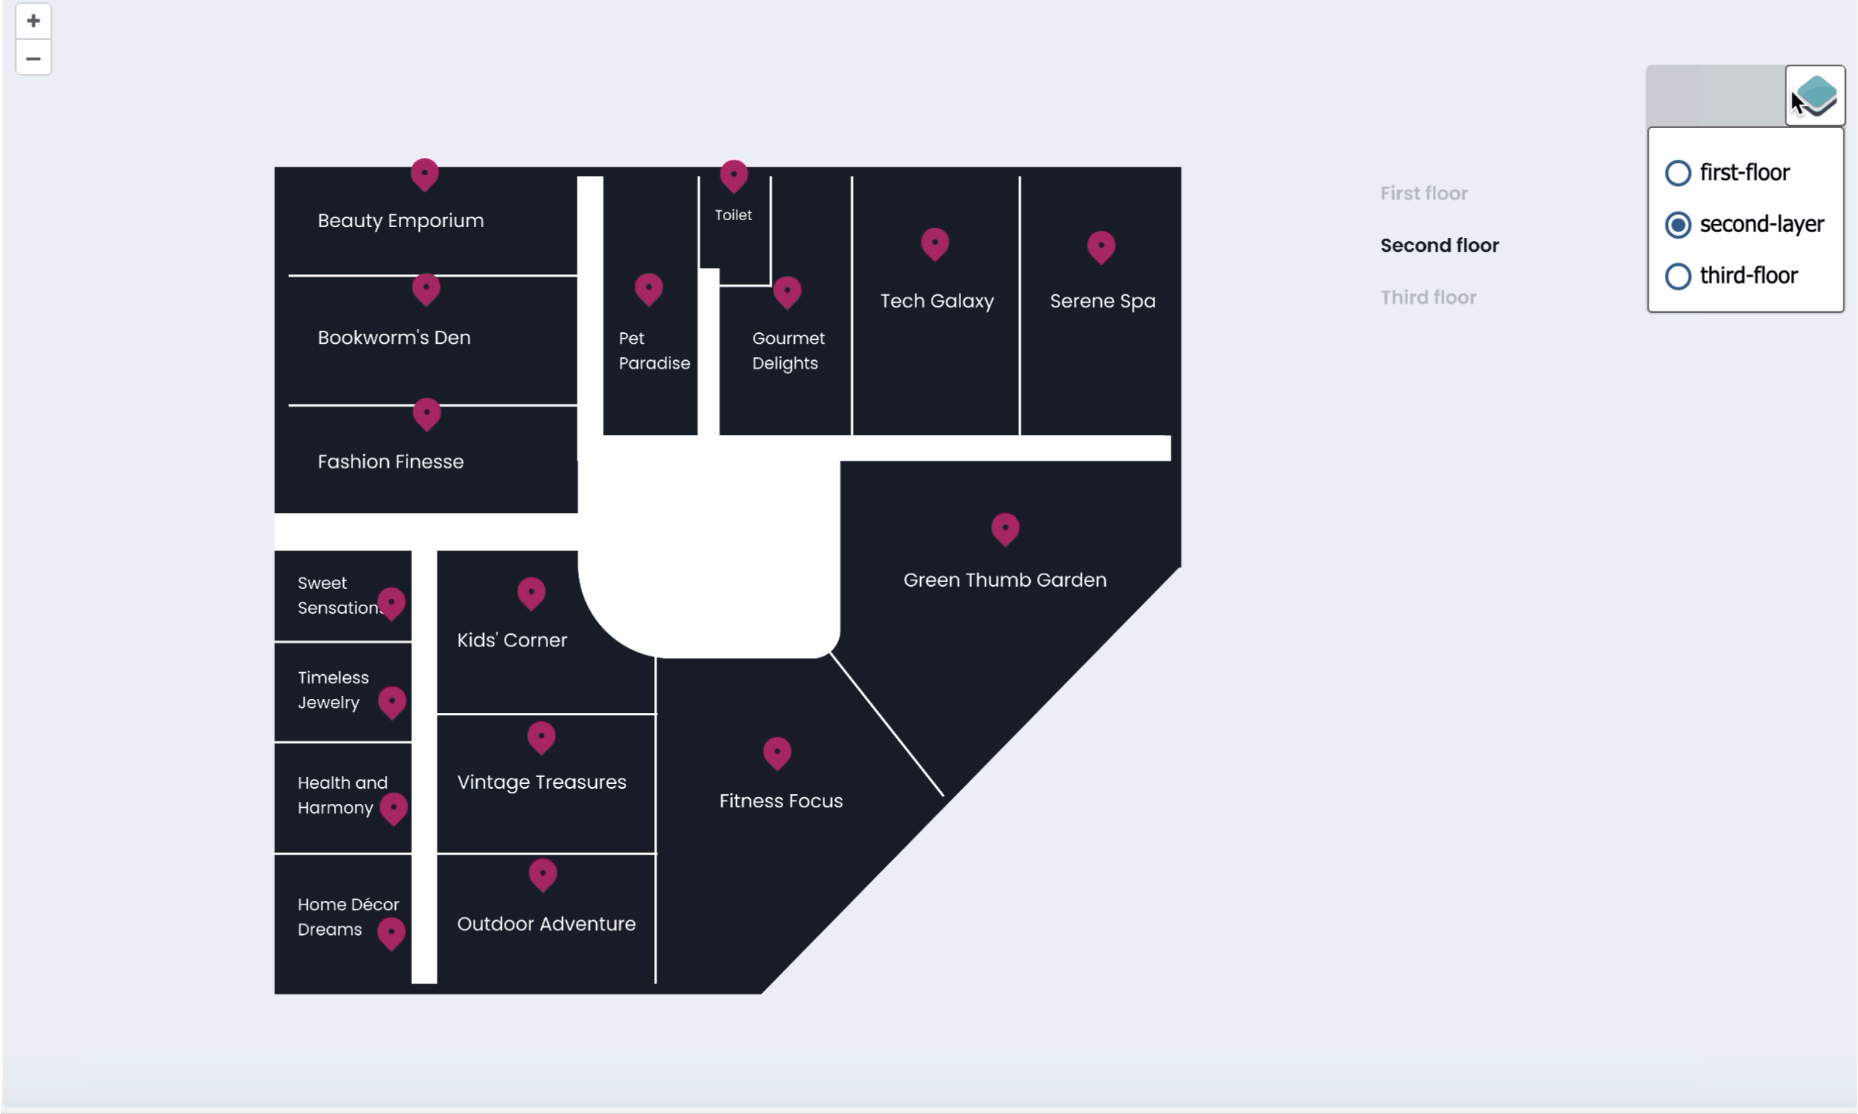 +
−
Beauty Emporium
Bookworm's Den
Fashion Finesse
Toilet
Pet
Paradise
Gourmet
Delights
Tech Galaxy
Serene Spa
Green Thumb Garden
Sweet
Sensations
Timeless
Jewelry
Health and
Harmony
Home Décor
Dreams
Kids' Corner
Vintage Treasures
Outdoor Adventure
Fitness Focus
First floor
Second floor
Third floor
first-floor
second-layer
third-floor